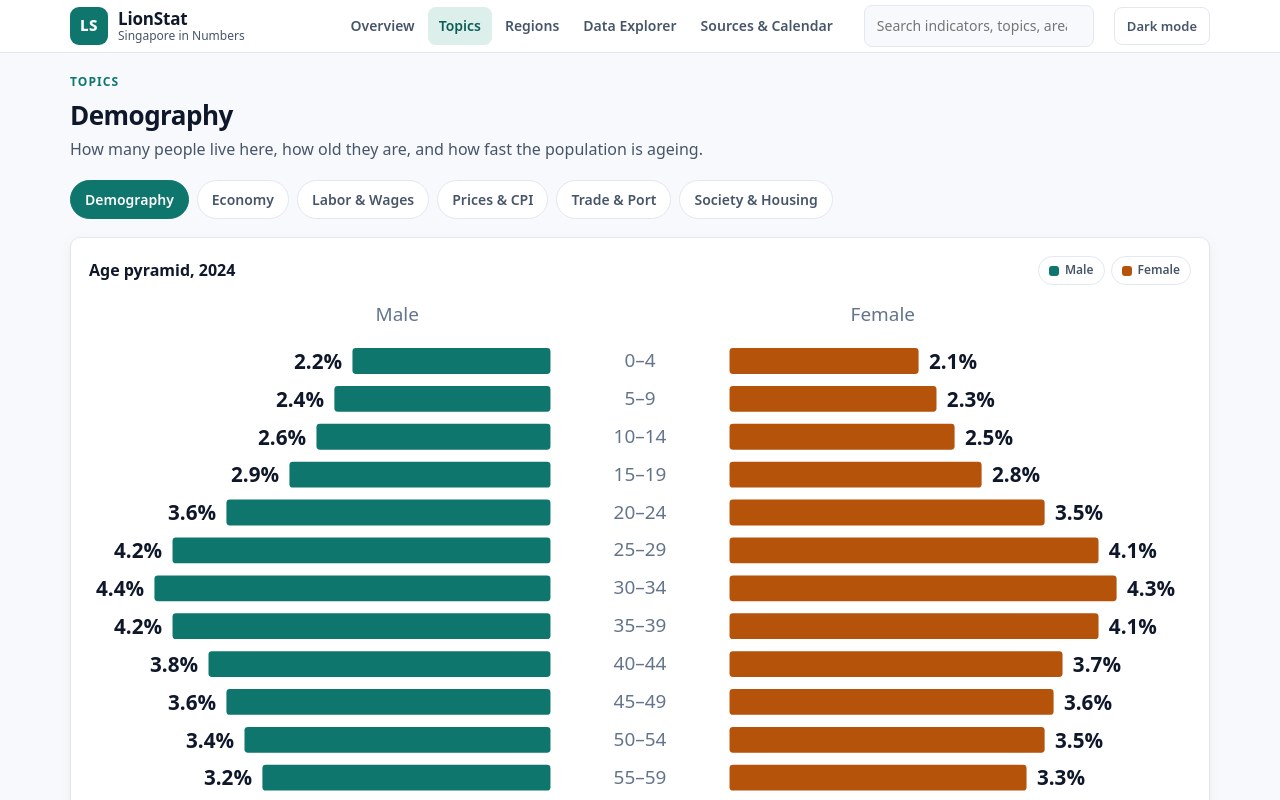 LS
LionStat
Singapore in Numbers
Overview
Topics
Regions
Data Explorer
Sources & Calendar
Search indicators, topics, area
Dark mode
TOPICS
Demography
How many people live here, how old they are, and how fast the population is ageing.
Demography
Economy
Labor & Wages
Prices & CPI
Trade & Port
Society & Housing
Age pyramid, 2024
Male
Female
Male
Female
2.2% 0–4 2.1%
2.4% 5–9 2.3%
2.6% 10–14 2.5%
2.9% 15–19 2.8%
3.6% 20–24 3.5%
4.2% 25–29 4.1%
4.4% 30–34 4.3%
4.2% 35–39 4.1%
3.8% 40–44 3.7%
3.6% 45–49 3.6%
3.4% 50–54 3.5%
3.2% 55–59 3.3%